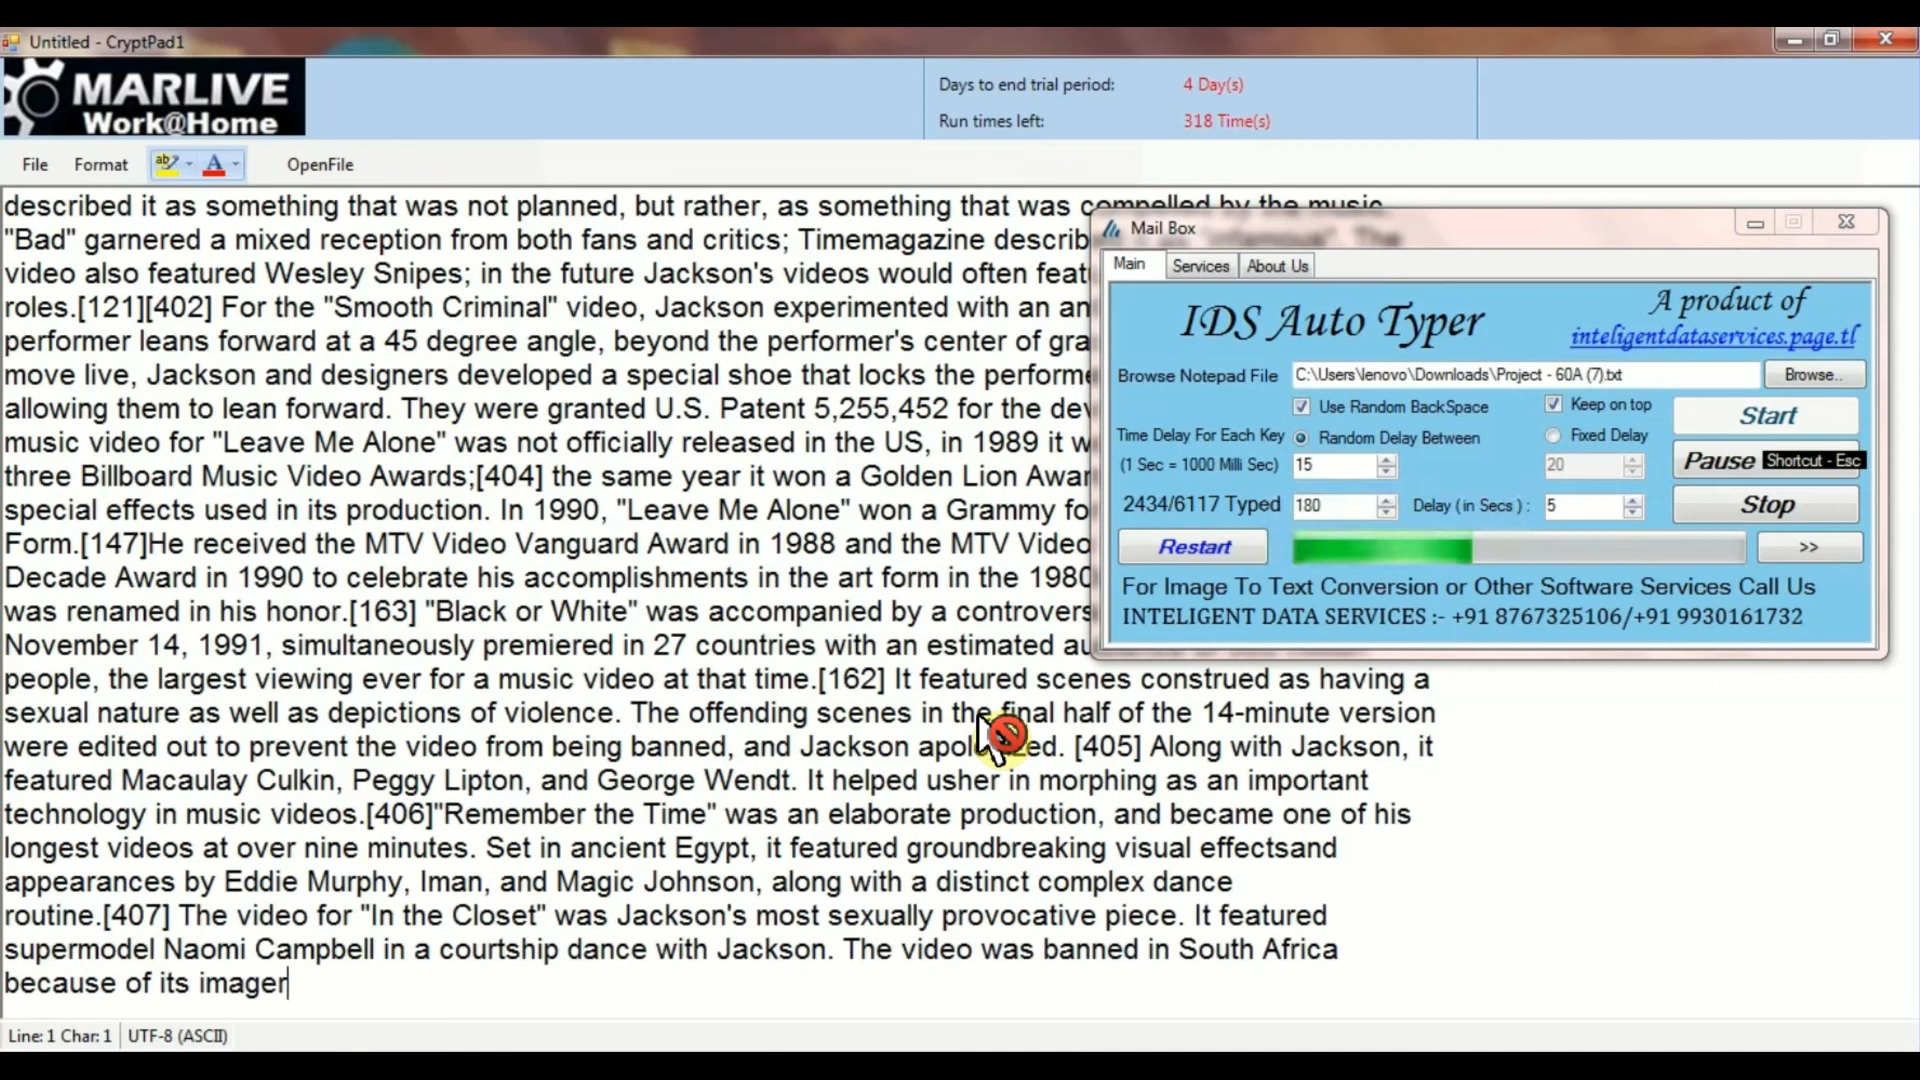 Untitled - CryptPad1
MARLIVE
Work@Home
Days to end trial period: 4 Day(s)
Run times left: 318 Time(s)
File Format ab A OpenFile
described it as something that was not planned, but rather, as something that was compelled by the music.
"Bad" garnered a mixed reception from both fans and critics; Timemagazine describ
video also featured Wesley Snipes; in the future Jackson's videos would often feat
roles.[121][402] For the "Smooth Criminal" video, Jackson experimented with an an
performer leans forward at a 45 degree angle, beyond the performer's center of gra
move live, Jackson and designers developed a special shoe that locks the performe
allowing them to lean forward. They were granted U.S. Patent 5,255,452 for the dev
music video for "Leave Me Alone" was not officially released in the US, in 1989 it w
three Billboard Music Video Awards;[404] the same year it won a Golden Lion Awar
special effects used in its production. In 1990, "Leave Me Alone" won a Grammy fo
Form.[147]He received the MTV Video Vanguard Award in 1988 and the MTV Video
Decade Award in 1990 to celebrate his accomplishments in the art form in the 1980
was renamed in his honor.[163] "Black or White" was accompanied by a controvers
November 14, 1991, simultaneously premiered in 27 countries with an estimated au
people, the largest viewing ever for a music video at that time.[162] It featured scenes construed as having a
sexual nature as well as depictions of violence. The offending scenes in the final half of the 14-minute version
were edited out to prevent the video from being banned, and Jackson apologized. [405] Along with Jackson, it
featured Macaulay Culkin, Peggy Lipton, and George Wendt. It helped usher in morphing as an important
technology in music videos.[406]"Remember the Time" was an elaborate production, and became one of his
longest videos at over nine minutes. Set in ancient Egypt, it featured groundbreaking visual effectsand
appearances by Eddie Murphy, Iman, and Magic Johnson, along with a distinct complex dance
routine.[407] The video for "In the Closet" was Jackson's most sexually provocative piece. It featured
supermodel Naomi Campbell in a courtship dance with Jackson. The video was banned in South Africa
because of its imager
Line: 1 Char: 1 UTF-8 (ASCII)
Mail Box
Main Services About Us
IDS Auto Typer
A product of
inteligentdataservices.page.tl
Browse Notepad File C:\Users\lenovo\Downloads\Project - 60A (7).txt Browse..
Use Random BackSpace Keep on top Start
Time Delay For Each Key Random Delay Between Fixed Delay
(1 Sec = 1000 Milli Sec) 15 20 Pause Shortcut - Esc
2434/6117 Typed 180 Delay (in Secs) : 5 Stop
Restart >>
For Image To Text Conversion or Other Software Services Call Us
INTELIGENT DATA SERVICES :- +91 8767325106/+91 9930161732